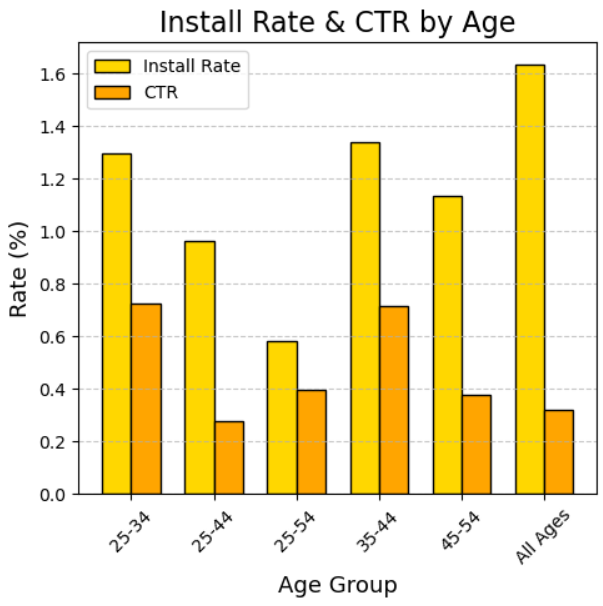 Install Rate & CTR by Age
Install Rate
CTR
Rate (%)
1.6
1.4
1.2
1.0
0.8
0.6
0.4
0.2
0.0
25-34
25-44
25-54
35-44
45-54
All Ages
Age Group